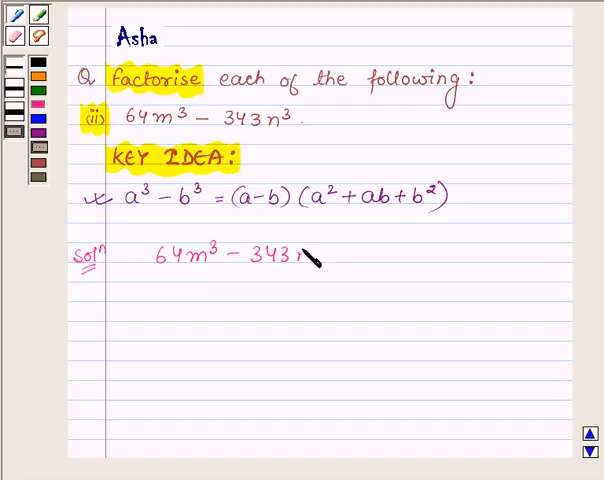 Asha
Q Factorise each of the following:
(ii) 64m³ - 343n³.
KEY IDEA:
* a³ - b³ = (a-b) (a² + ab + b²)
Solⁿ 64m³ - 343